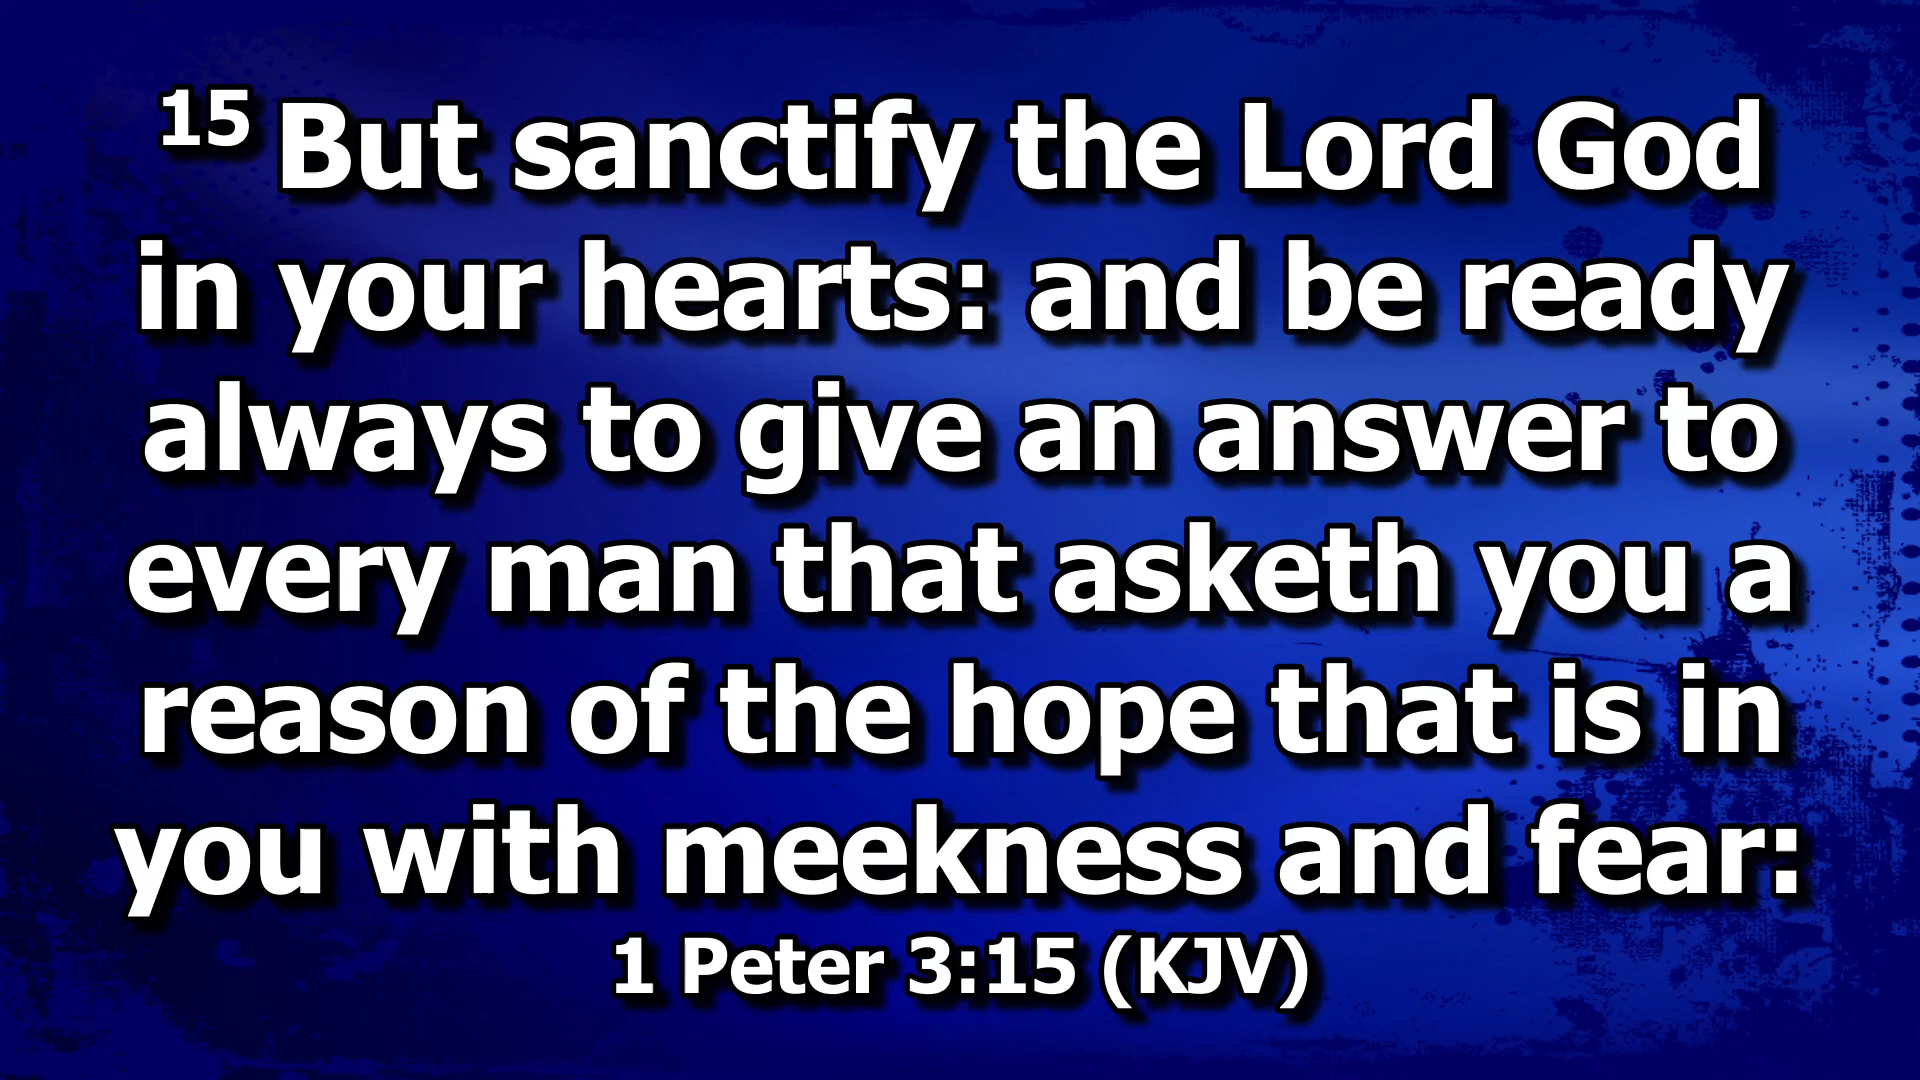 15 But sanctify the Lord God
in your hearts: and be ready
always to give an answer to
every man that asketh you a
reason of the hope that is in
you with meekness and fear:
1 Peter 3:15 (KJV)